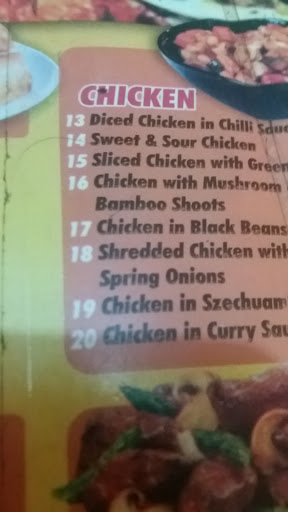 CHICKEN
13 Diced Chicken in Chilli
14 Sweet & Sour Chicken
15 Sliced Chicken with Green
16 Chicken with Mushroom
Bamboo Shoots
17 Chicken in Black Beans
18 Shredded Chicken with
Spring Onions
19 Chicken in Szechuam
20 Chicken in Curry